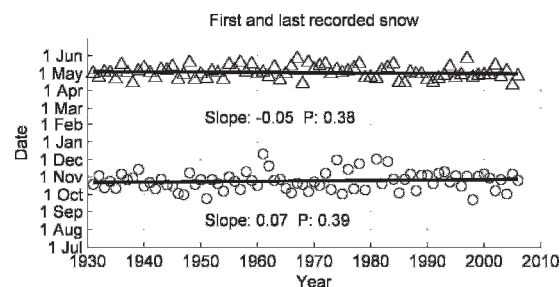 First and last recorded snow
1 Jun
1 May
1 Apr
1 Mar
1 Feb
1 Jan
1 Dec
1 Nov
1 Oct
1 Sep
1 Aug
1 Jul
Date
Slope: -0.05 P: 0.38
Slope: 0.07 P: 0.39
1930 1940 1950 1960 1970 1980 1990 2000 2010
Year